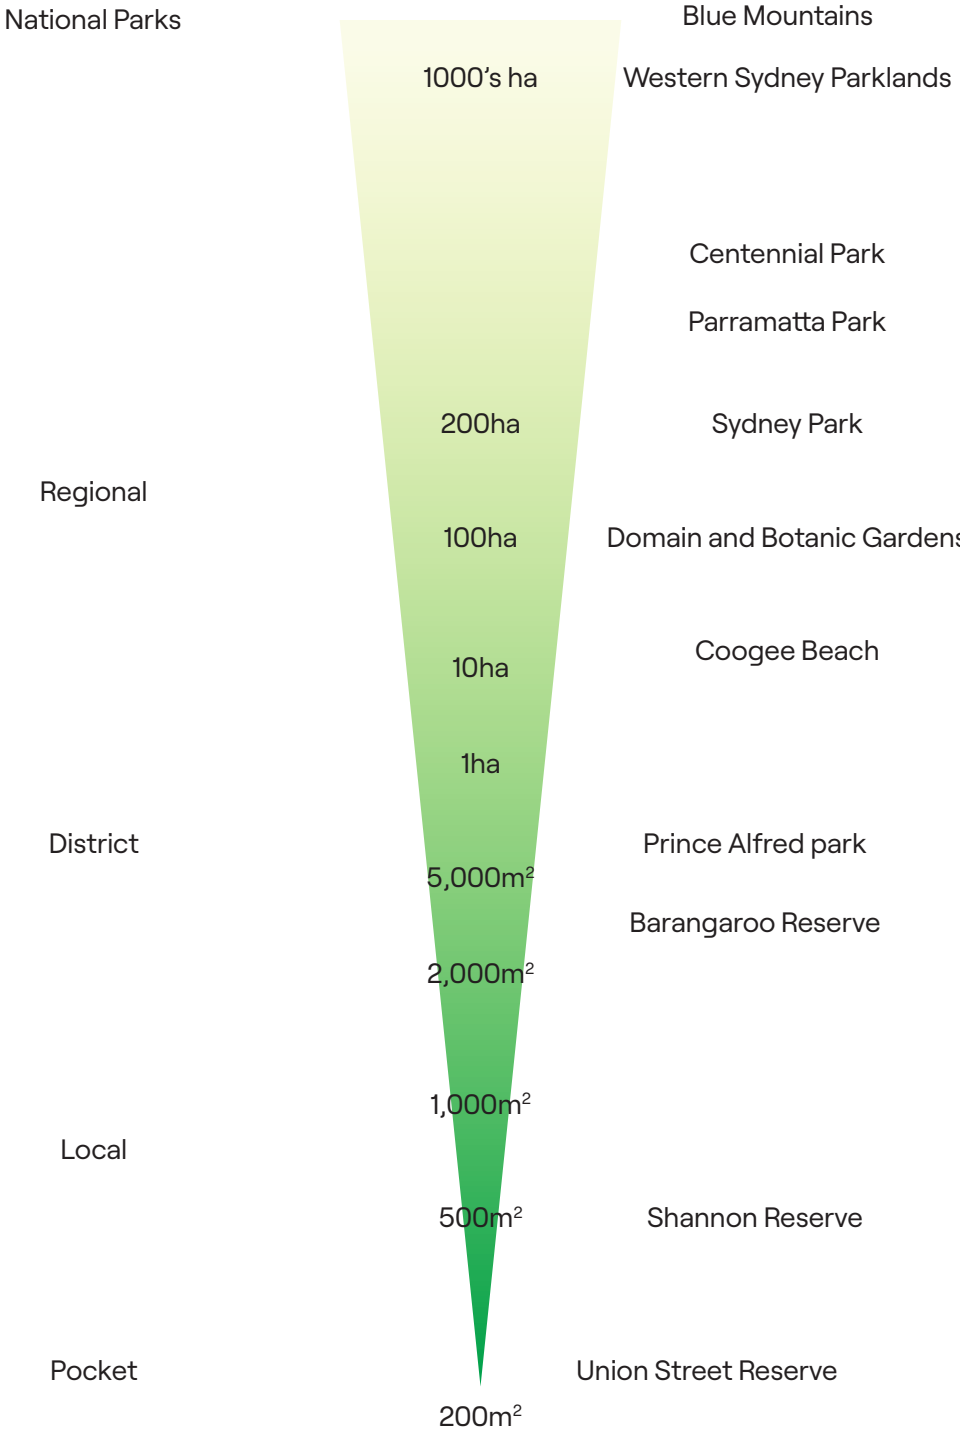 National Parks
Blue Mountains
1000’s ha
Western Sydney Parklands
Centennial Park
Parramatta Park
200ha
Sydney Park
Regional
100ha
Domain and Botanic Gardens
10ha
Coogee Beach
1ha
District
Prince Alfred park
5,000m²
Barangaroo Reserve
2,000m²
1,000m²
Local
500m²
Shannon Reserve
Pocket
Union Street Reserve
200m²